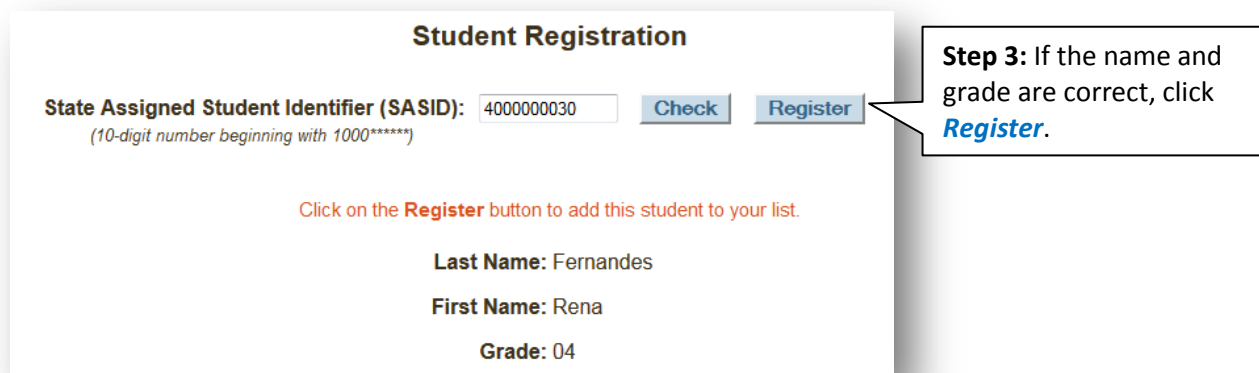 Student Registration
State Assigned Student Identifier (SASID): 4000000030 Check Register
(10-digit number beginning with 1000******)
Click on the Register button to add this student to your list.
Last Name: Fernandes
First Name: Rena
Grade: 04
Step 3: If the name and
grade are correct, click
Register.